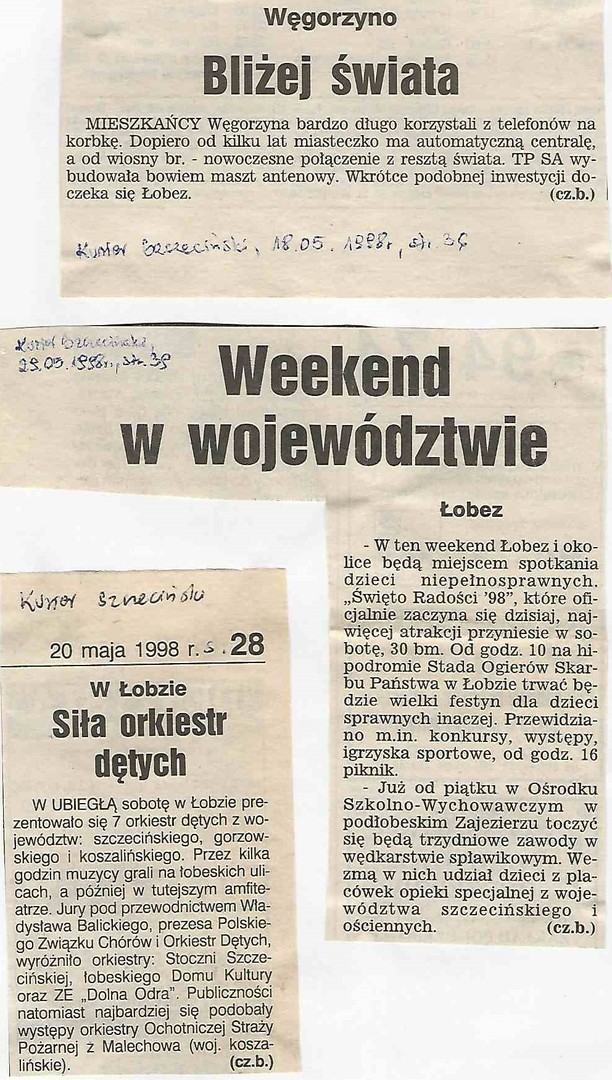 Węgorzyno
Bliżej świata
MIESZKAŃCY Węgorzyna bardzo długo korzystali z telefonów na
korbkę. Dopiero od kilku lat miasteczko ma automatyczną centralę,
a od wiosny br. - nowoczesne połączenie z resztą świata. TP SA wy-
budowała bowiem maszt antenowy. Wkrótce podobnej inwestycji do-
czeka się Łobez. (cz.b.)
Kurier Szczeciński, 18.05.1998r., str.
Kurier Szczeciński,
29.05.1998r., str. 39
Weekend
w województwie
Łobez
- W ten weekend Łobez i oko-
lice będą miejscem spotkania
dzieci niepełnosprawnych.
„Święto Radości '98”, które ofi-
cjalnie zaczyna się dzisiaj, naj-
więcej atrakcji przyniesie w so-
botę, 30 bm. Od godz. 10 na hi-
podromie Stada Ogierów Skar-
bu Państwa w Łobzie trwać bę-
dzie wielki festyn dla dzieci
sprawnych inaczej. Przewidzia-
no m.in. konkursy, występy,
igrzyska sportowe, od godz. 16
piknik.
- Już od piątku w Ośrodku
Szkolno-Wychowawczym w
podłobeskim Zajezierzu toczyć
się będą trzydniowe zawody w
wędkarstwie spławikowym. We-
zmą w nich udział dzieci z pla-
cówek opieki specjalnej z woje-
wództwa szczecińskiego i
ościennych. (cz.b.)
Kurier Szczeciński
20 maja 1998 r. s. 28
W Łobzie
Siła orkiestr
dętych
W UBIEGŁĄ sobotę w Łobzie pre-
zentowało się 7 orkiestr dętych z wo-
jewództw: szczecińskiego, gorzow-
skiego i koszalińskiego. Przez kilka
godzin muzycy grali na łobeskich uli-
cach, a później w tutejszym amfite-
atrze. Jury pod przewodnictwem Wła-
dysława Balickiego, prezesa Polskie-
go Związku Chórów i Orkiestr Dętych,
wyróżniło orkiestry: Stoczni Szcze-
cińskiej, łobeskiego Domu Kultury
oraz ZE „Dolna Odra”. Publiczności
natomiast najbardziej się podobały
występy orkiestry Ochotniczej Straży
Pożarnej z Malechowa (woj. kosza-
lińskie). (cz.b.)